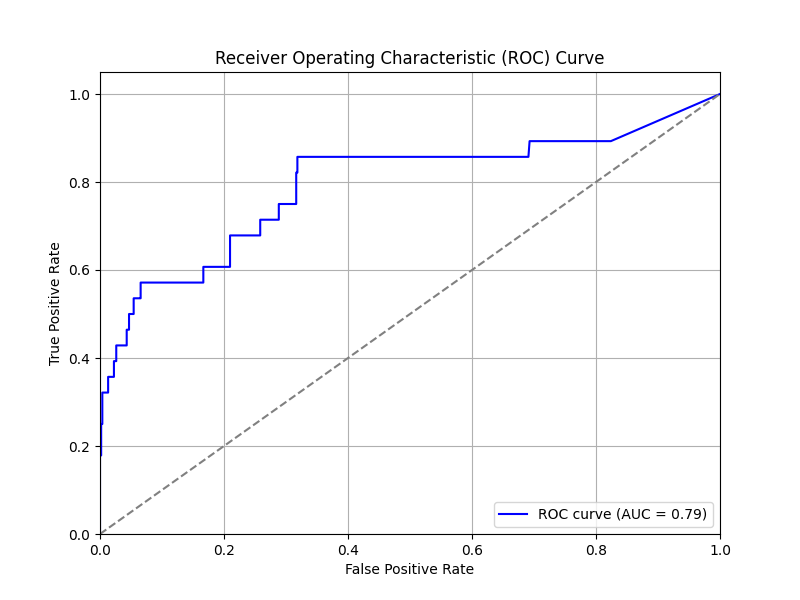 Receiver Operating Characteristic (ROC) Curve
1.0
0.8
0.6
0.4
0.2
0.0
True Positive Rate
ROC curve (AUC = 0.79)
0.0 0.2 0.4 0.6 0.8 1.0
False Positive Rate